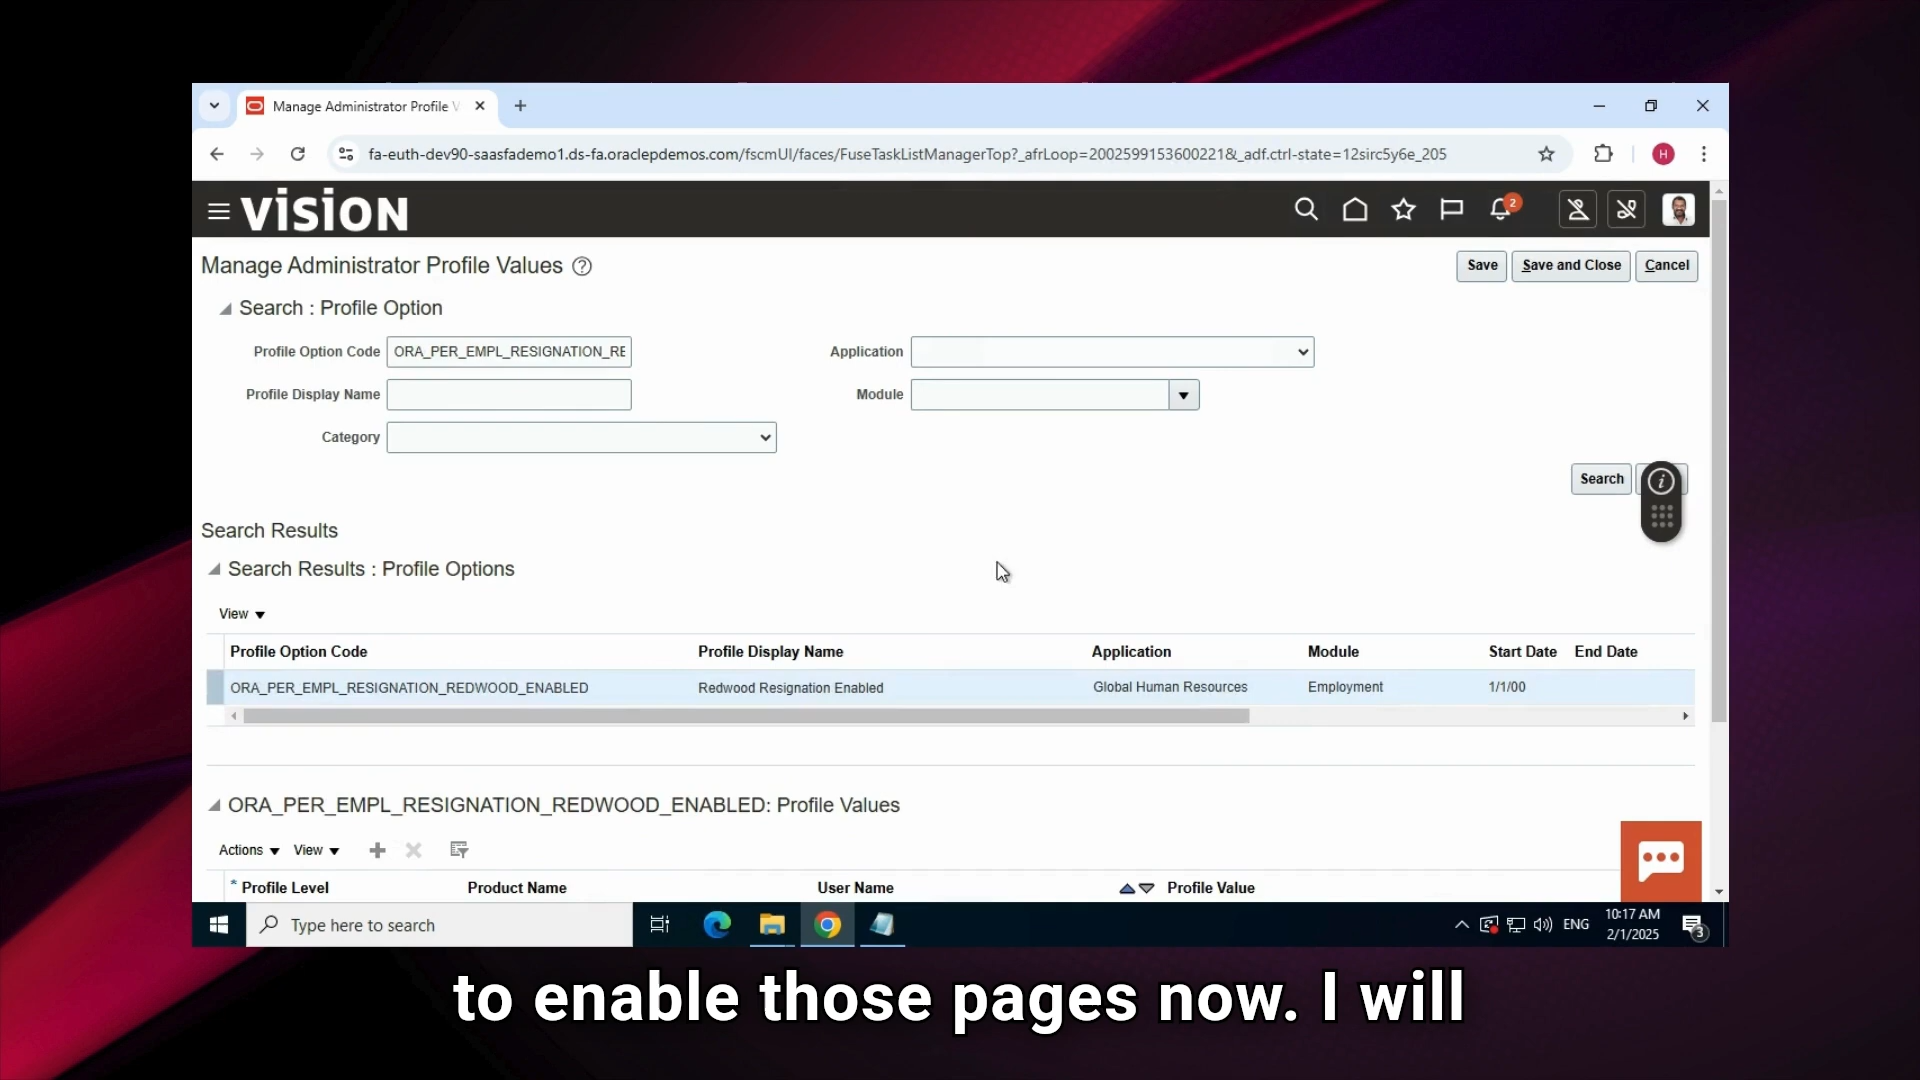 Manage Administrator Profile V
fa-euth-dev90-saasfademo1.ds-fa.oraclepdemos.com/fscmUI/faces/FuseTaskListManagerTop?_afrLoop=2002599153600221&_adf.ctrl-state=12sirc5y6e_205
H
VISION
2
Manage Administrator Profile Values ?
Save
Save and Close
Cancel
Search : Profile Option
Profile Option Code ORA_PER_EMPL_RESIGNATION_RE
Application
Profile Display Name
Module
Category
Search
Search Results
Search Results : Profile Options
View
Profile Option Code Profile Display Name Application Module Start Date End Date
ORA_PER_EMPL_RESIGNATION_REDWOOD_ENABLED Redwood Resignation Enabled Global Human Resources Employment 1/1/00
ORA_PER_EMPL_RESIGNATION_REDWOOD_ENABLED: Profile Values
Actions View
* Profile Level Product Name User Name Profile Value
Type here to search
ENG
10:17 AM
2/1/2025
3
to enable those pages now. I will